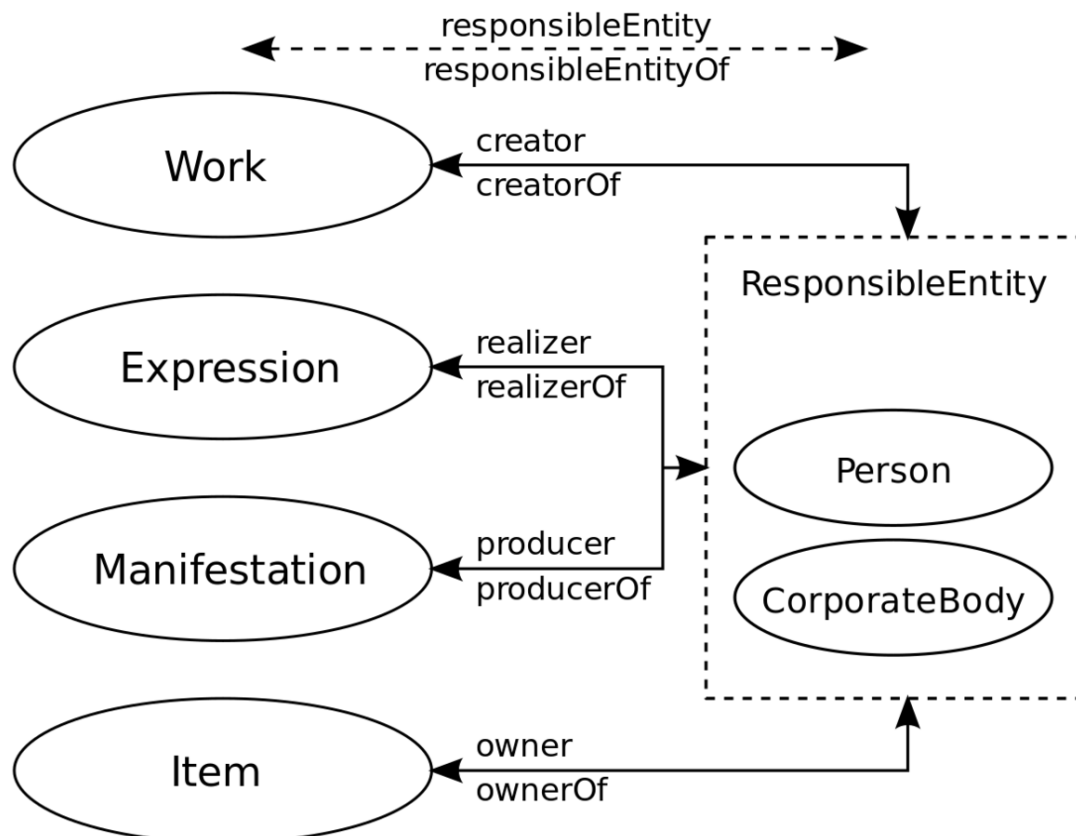 responsibleEntity
responsibleEntityOf
Work
creator
creatorOf
ResponsibleEntity
Expression
realizer
realizerOf
Person
Manifestation
producer
producerOf
CorporateBody
Item
owner
ownerOf